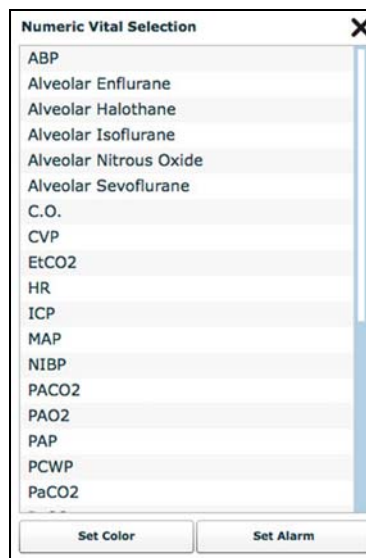 Numeric Vital Selection
ABP
Alveolar Enflurane
Alveolar Halothane
Alveolar Isoflurane
Alveolar Nitrous Oxide
Alveolar Sevoflurane
C.O.
CVP
EtCO2
HR
ICP
MAP
NIBP
PACO2
PAO2
PAP
PCWP
PaCO2
Set Color Set Alarm